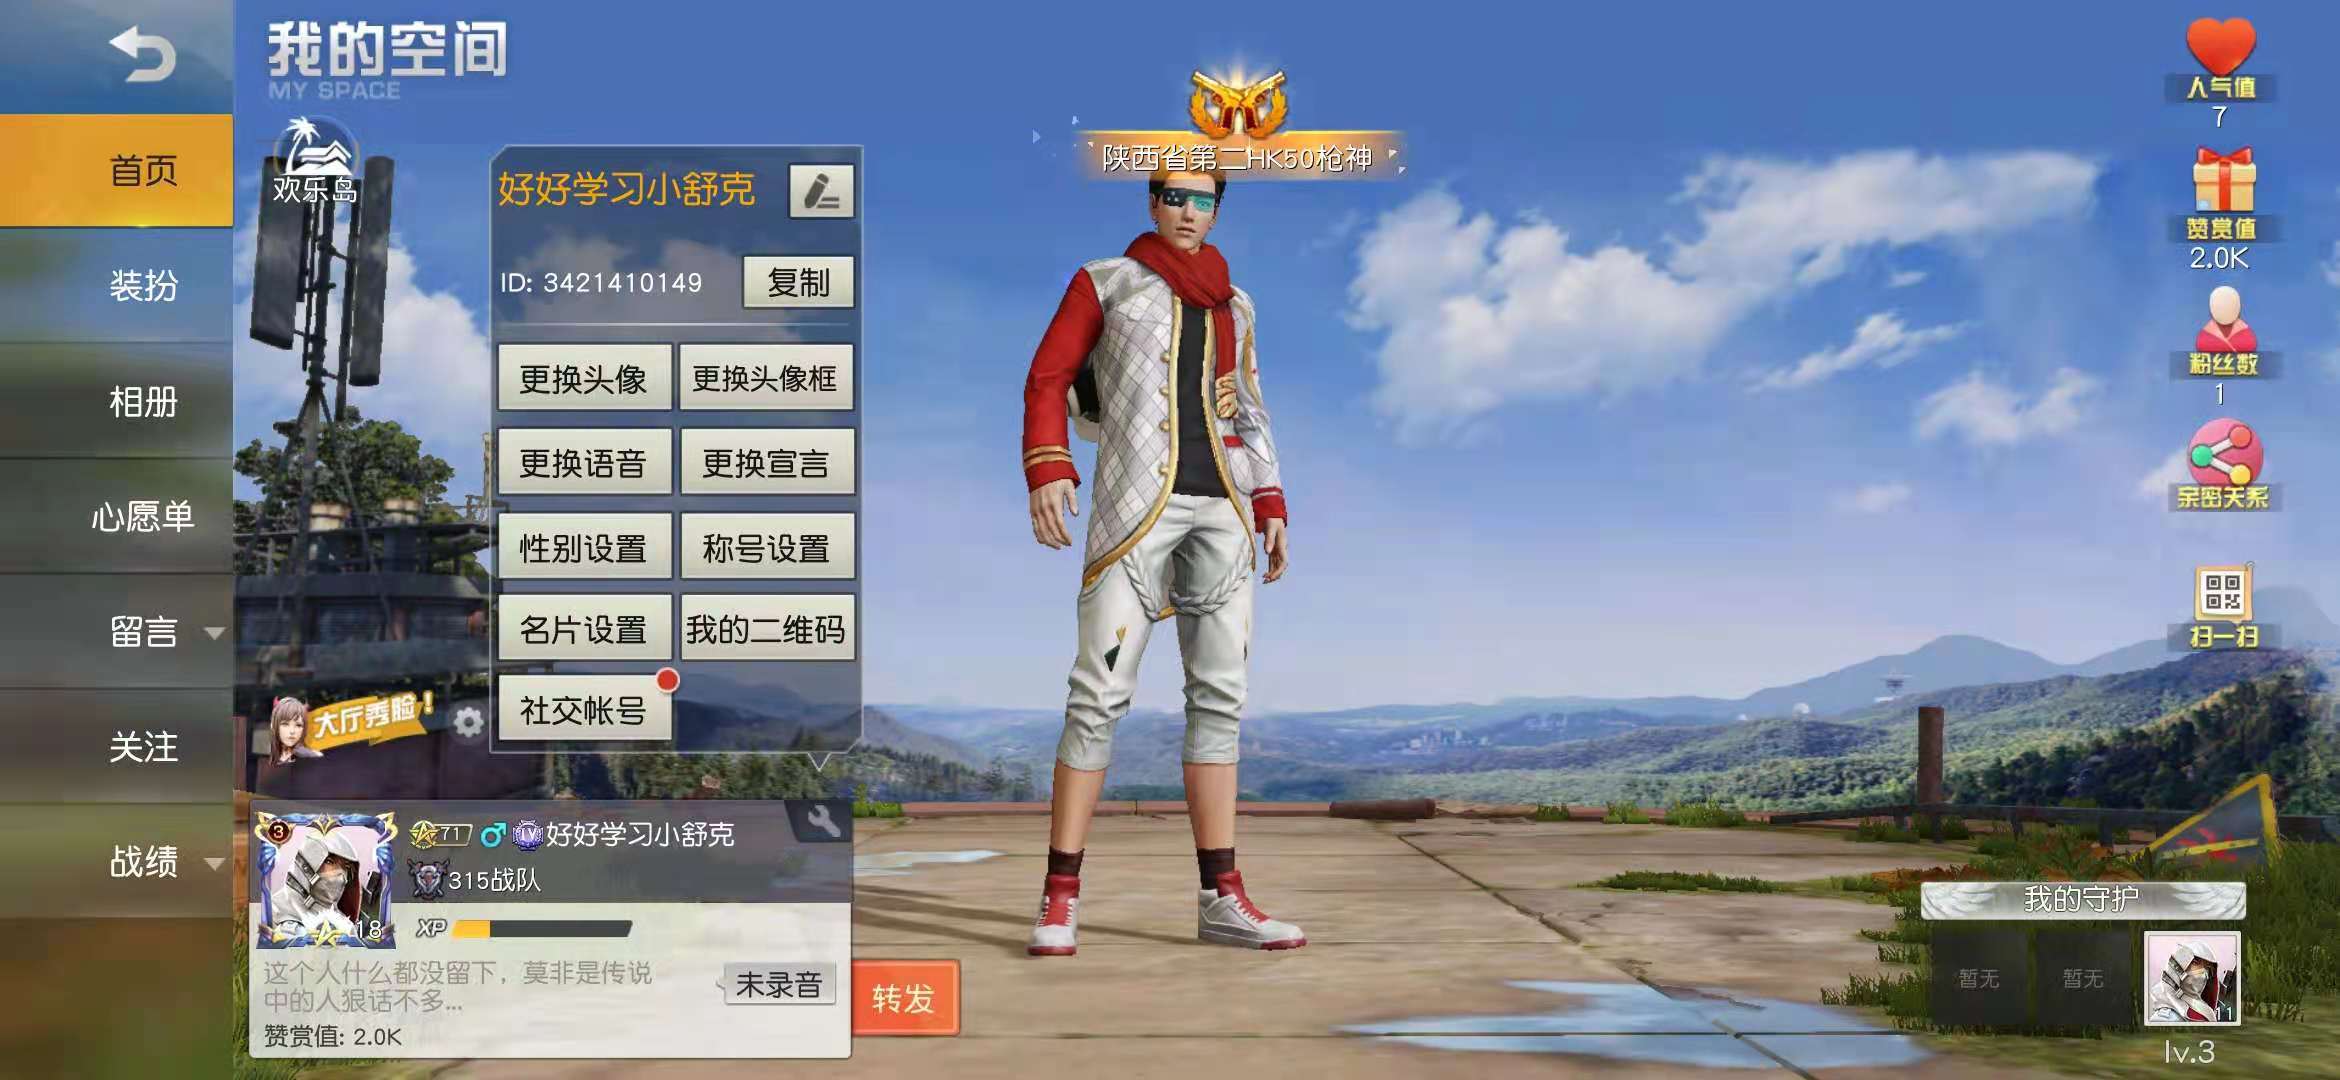 我的空间
MY SPACE
首页
装扮
相册
心愿单
留言
关注
战绩
欢乐岛
好好学习小舒克
ID: 3421410149
复制
更换头像
更换头像框
更换语音
更换宣言
性别设置
称号设置
名片设置
我的二维码
社交帐号
大厅秀脸!
3
18
71
IV
好好学习小舒克
315战队
XP
这个人什么都没留下，莫非是传说
中的人狠话不多...
未录音
赞赏值: 2.0K
转发
陕西省第二HK50枪神
人气值
7
赞赏值
2.0K
粉丝数
1
亲密关系
扫一扫
我的守护
暂无
暂无
11
lv.3